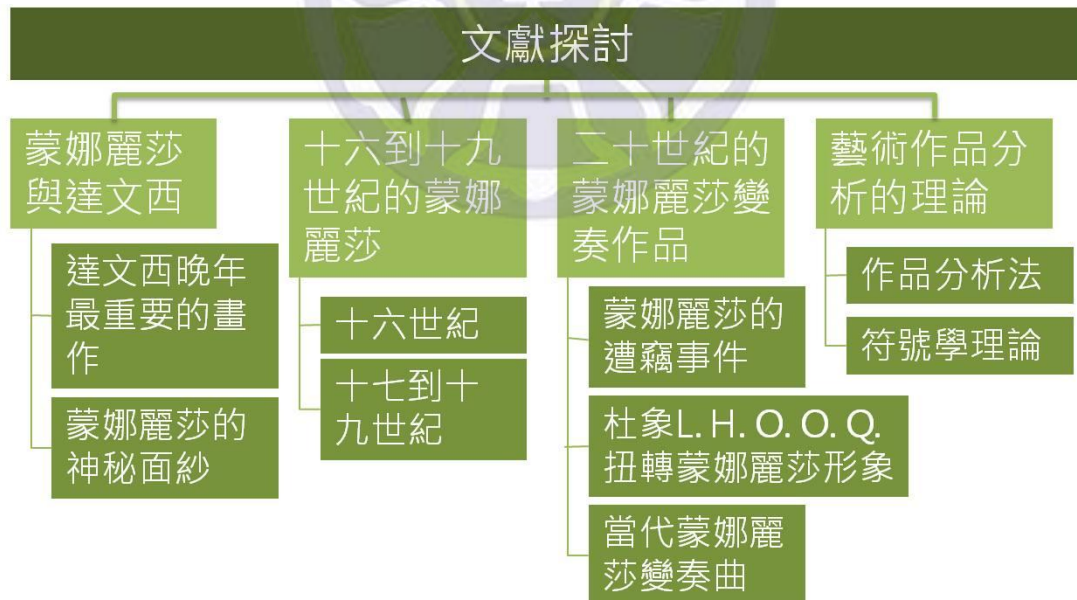 文獻探討
蒙娜麗莎
與達文西
達文西晚年
最重要的畫
作
蒙娜麗莎的
神秘面紗
十六到十九
世紀的蒙娜
麗莎
十六世紀
十七到十
九世紀
二十世紀的
蒙娜麗莎變
奏作品
蒙娜麗莎的
遭竊事件
杜象L.H.O.O.Q.
扭轉蒙娜麗莎形象
當代蒙娜麗
莎變奏曲
藝術作品分
析的理論
作品分析法
符號學理論